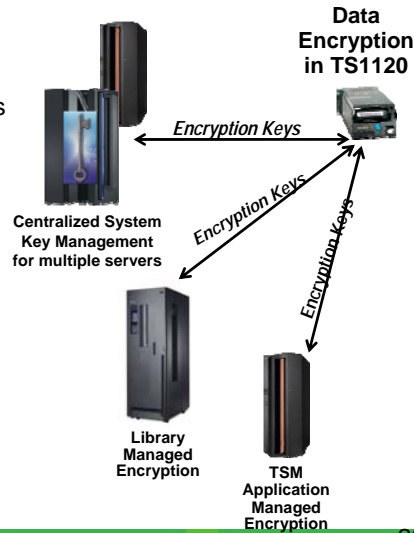 Data
Encryption
in TS1120
s
Encryption Keys
Encryption Keys
Encryption Keys
Centralized System
Key Management
for multiple servers
Library
Managed
Encryption
TSM
Application
Managed
Encryption